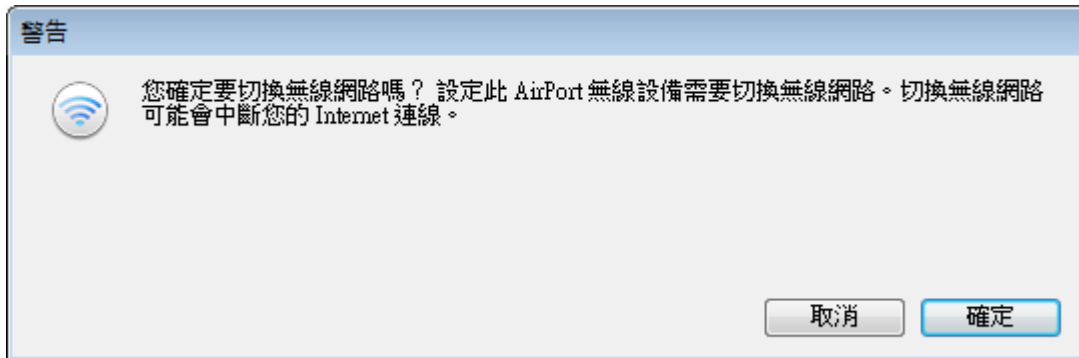 警告
您確定要切換無線網路嗎？ 設定此 AirPort 無線設備需要切換無線網路。切換無線網路
可能會中斷您的 Internet 連線。
取消
確定